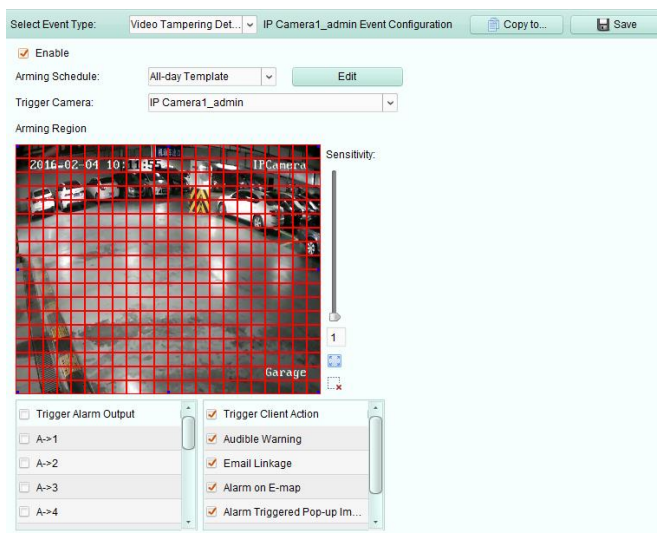 Select Event Type: Video Tampering Det... IP Camera1_admin Event Configuration Copy to... Save
Enable
Arming Schedule: All-day Template Edit
Trigger Camera: IP Camera1_admin
Arming Region
Sensitivity:
2016-02-04 10:11:55 IPCamera
1
Garage
Trigger Alarm Output Trigger Client Action
A->1 Audible Warning
A->2 Email Linkage
A->3 Alarm on E-map
A->4 Alarm Triggered Pop-up Im...